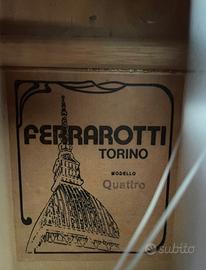 FERRAROTTI
TORINO
MODELLO
Quattro
subito